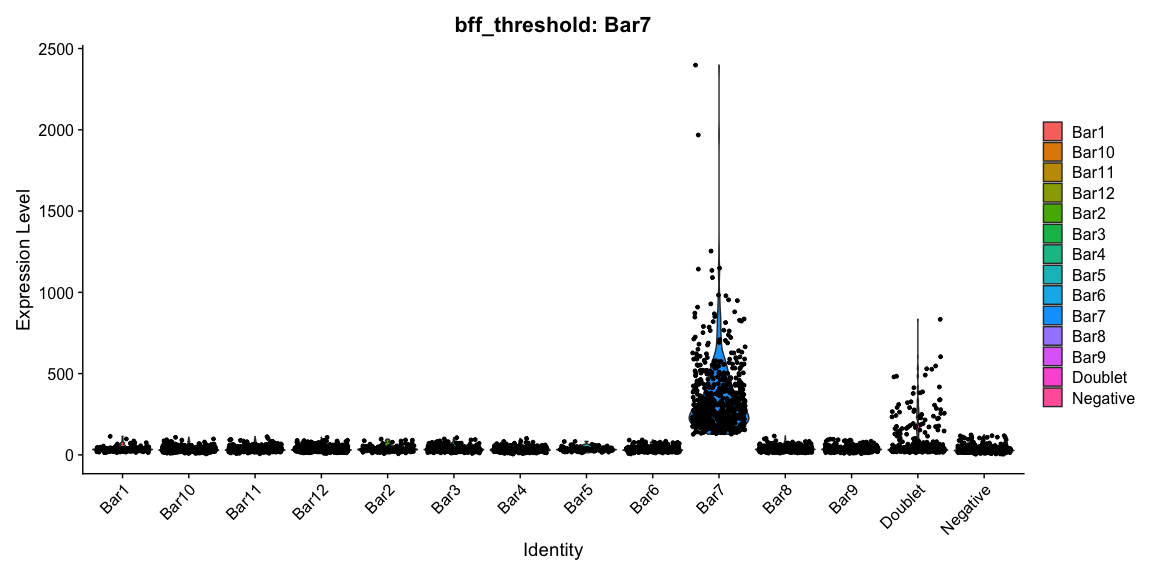 bff_threshold: Bar7
Expression Level
2500
2000
1500
1000
500
0
Bar1
Bar10
Bar11
Bar12
Bar2
Bar3
Bar4
Bar5
Bar6
Bar7
Bar8
Bar9
Doublet
Negative
Identity
Bar1
Bar10
Bar11
Bar12
Bar2
Bar3
Bar4
Bar5
Bar6
Bar7
Bar8
Bar9
Doublet
Negative